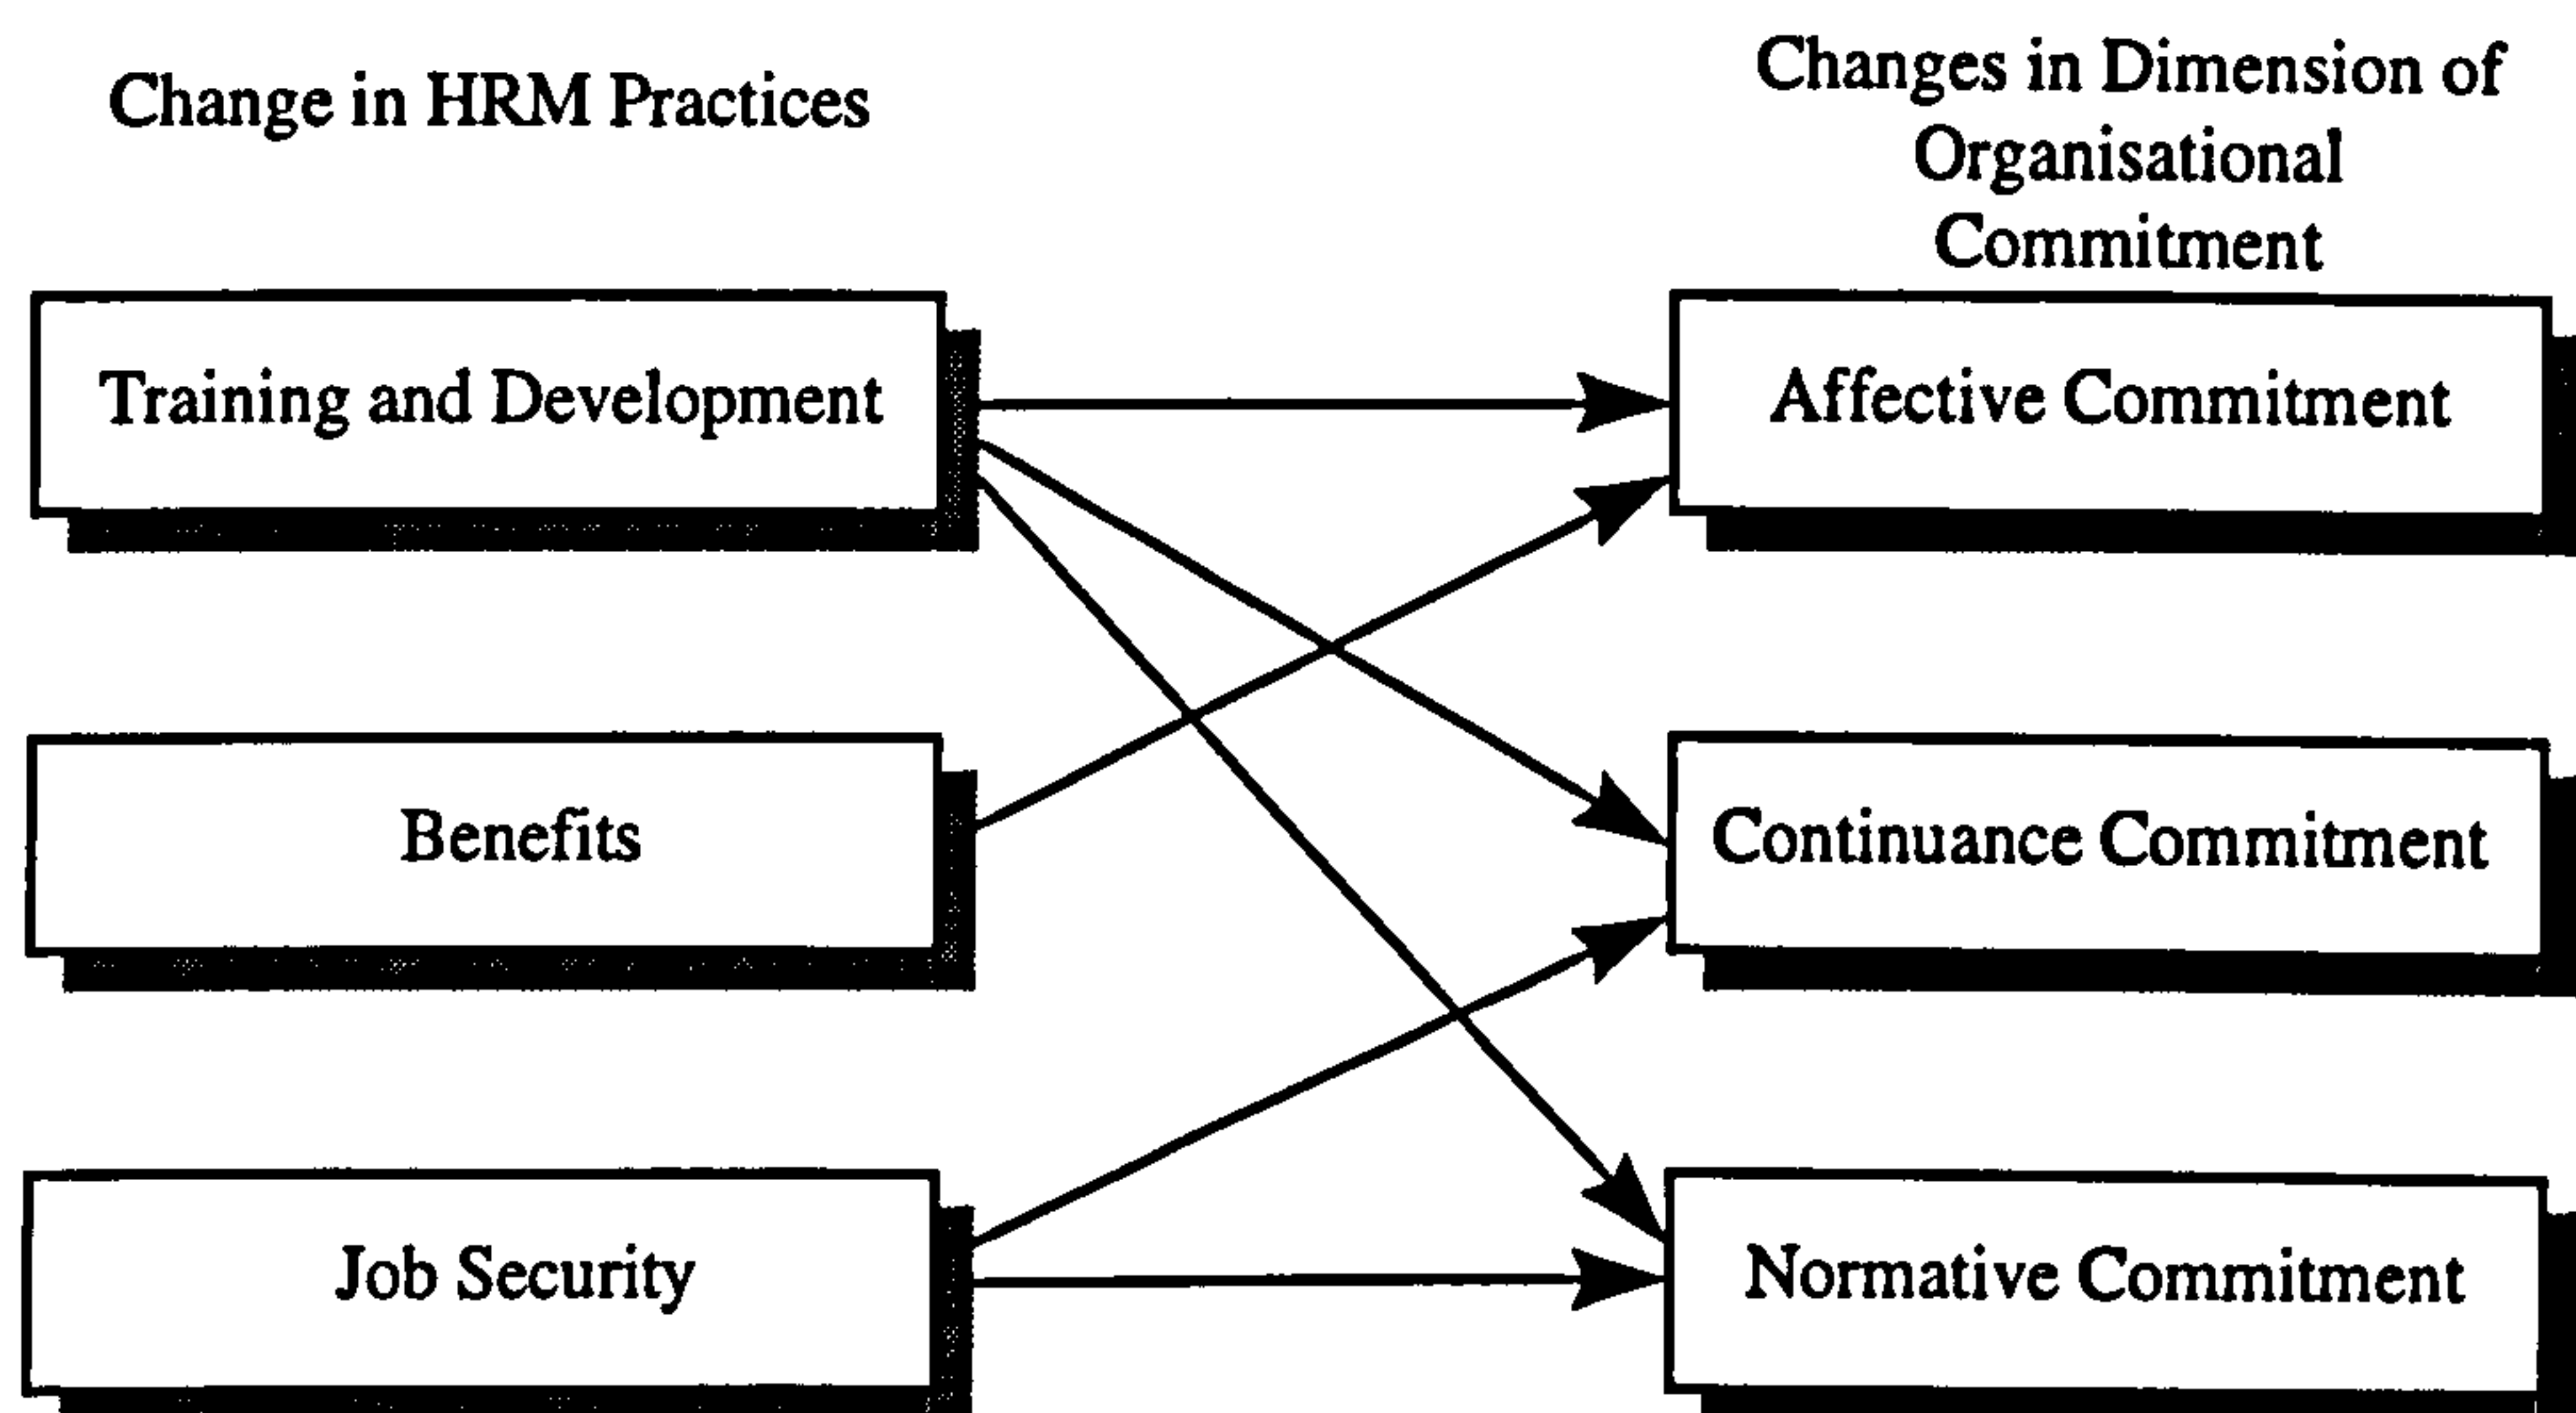 Change in HRM Practices
Changes in Dimension of
Organisational
Commitment
Training and Development
Affective Commitment
Benefits
Continuance Commitment
Job Security
Normative Commitment